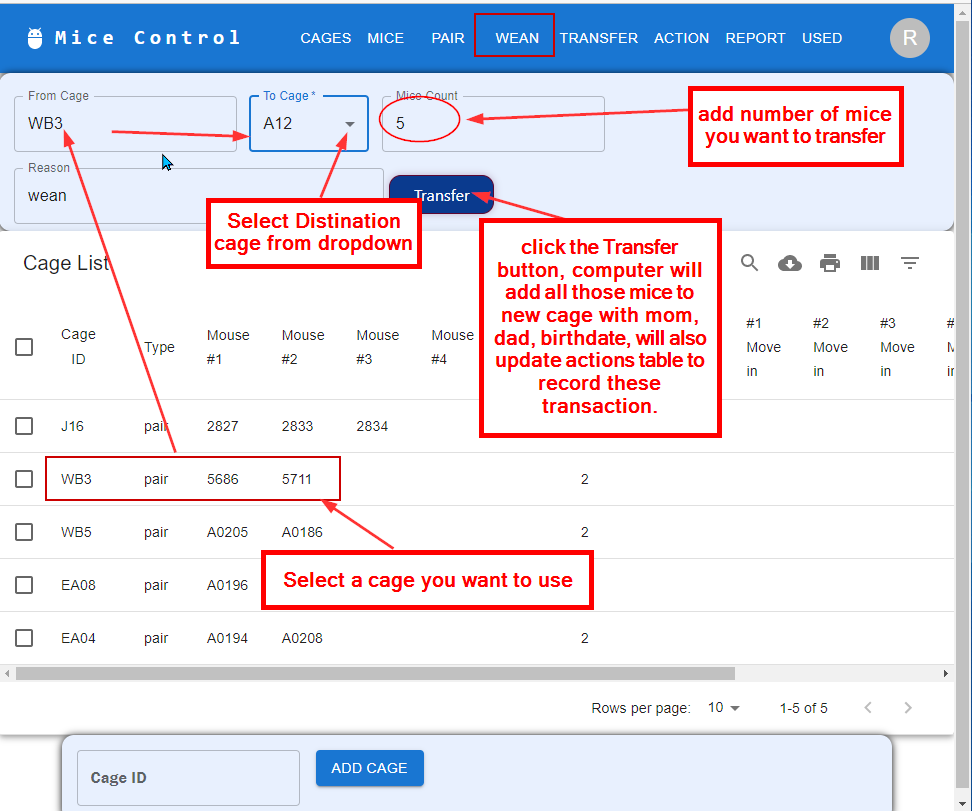 Mice Control CAGES MICE PAIR WEAN TRANSFER ACTION REPORT USED R
From Cage To Cage * Mice Count
WB3 A12 5
add number of mice
you want to transfer
Reason
wean Transfer
Select Distination
cage from dropdown
click the Transfer
button, computer will
add all those mice to
new cage with mom,
dad, birthdate, will also
update actions table to
record these
transaction.
Cage List
Cage
ID
Type
Mouse
#1
Mouse
#2
Mouse
#3
Mouse
#4
#1
Move
in
#2
Move
in
#3
Move
in
#
M
in
J16 pair 2827 2833 2834
WB3 pair 5686 5711 2
WB5 pair A0205 A0186 2
Select a cage you want to use
EA08 pair A0196
EA04 pair A0194 A0208 2
Rows per page: 10 1-5 of 5
Cage ID ADD CAGE